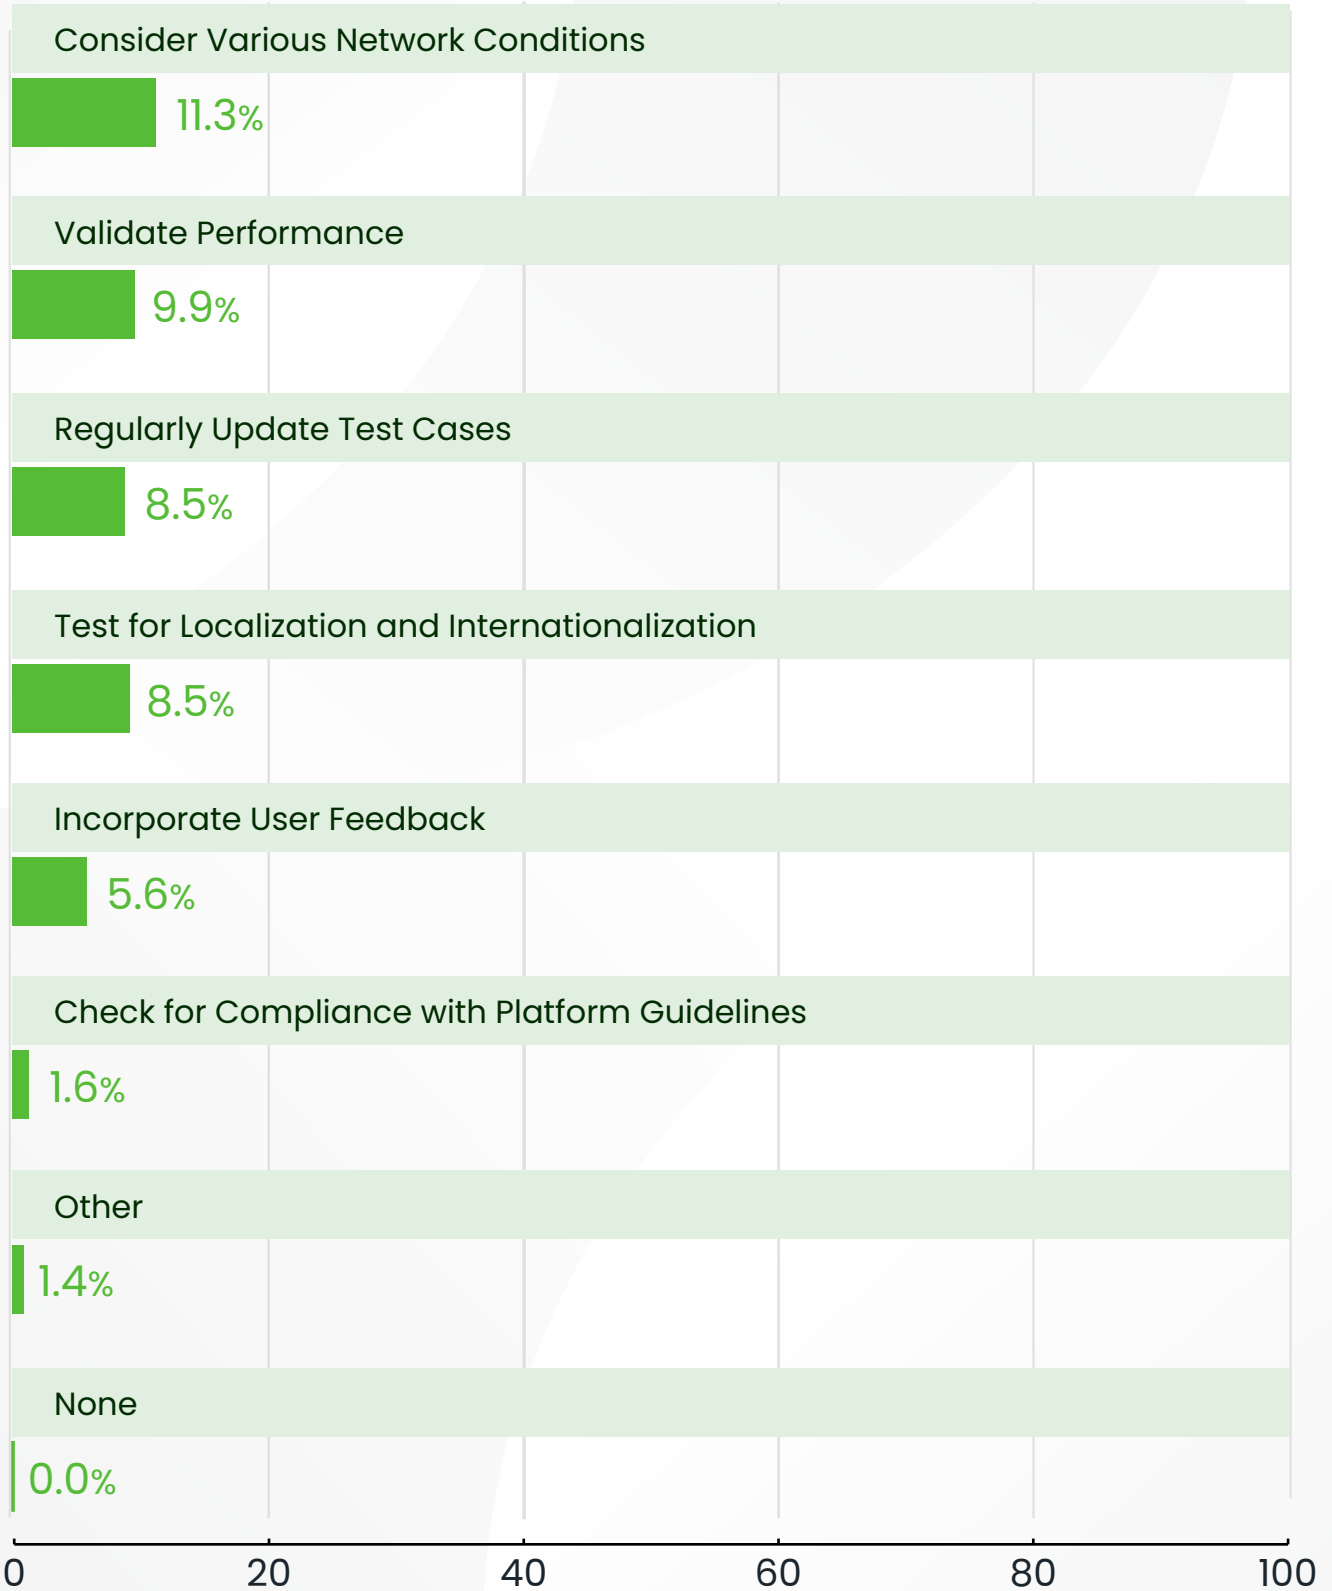 Consider Various Network Conditions
11.3%
Validate Performance
9.9%
Regularly Update Test Cases
8.5%
Test for Localization and Internationalization
8.5%
Incorporate User Feedback
5.6%
Check for Compliance with Platform Guidelines
1.6%
Other
1.4%
None
0.0%
0 20 40 60 80 100